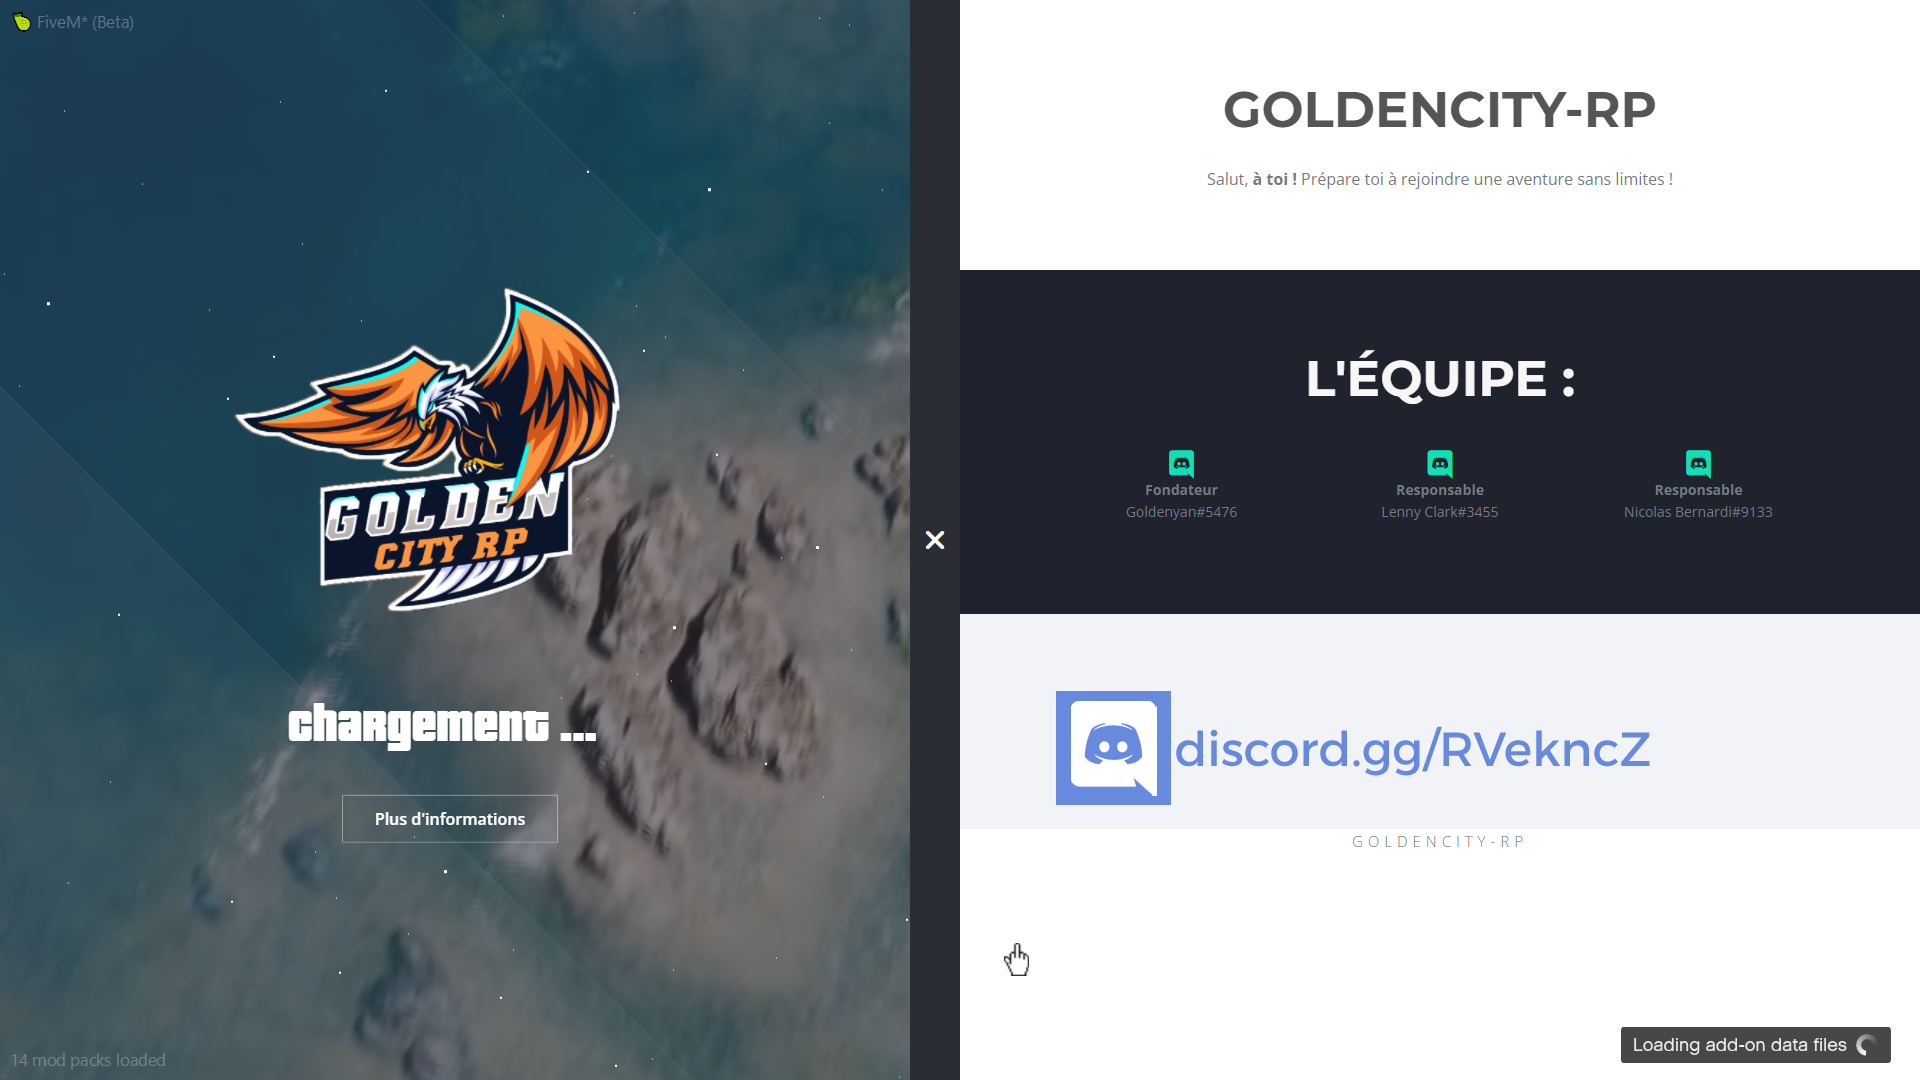 FiveM* (Beta)
GOLDEN
CITY RP
chargement ...
Plus d'informations
14 mod packs loaded
GOLDENCITY-RP
Salut, à toi ! Prépare toi à rejoindre une aventure sans limites !
L'ÉQUIPE :
Fondateur
Goldenyan#5476
Responsable
Lenny Clark#3455
Responsable
Nicolas Bernardi#9133
discord.gg/RVekncZ
GOLDENCITY-RP
Loading add-on data files